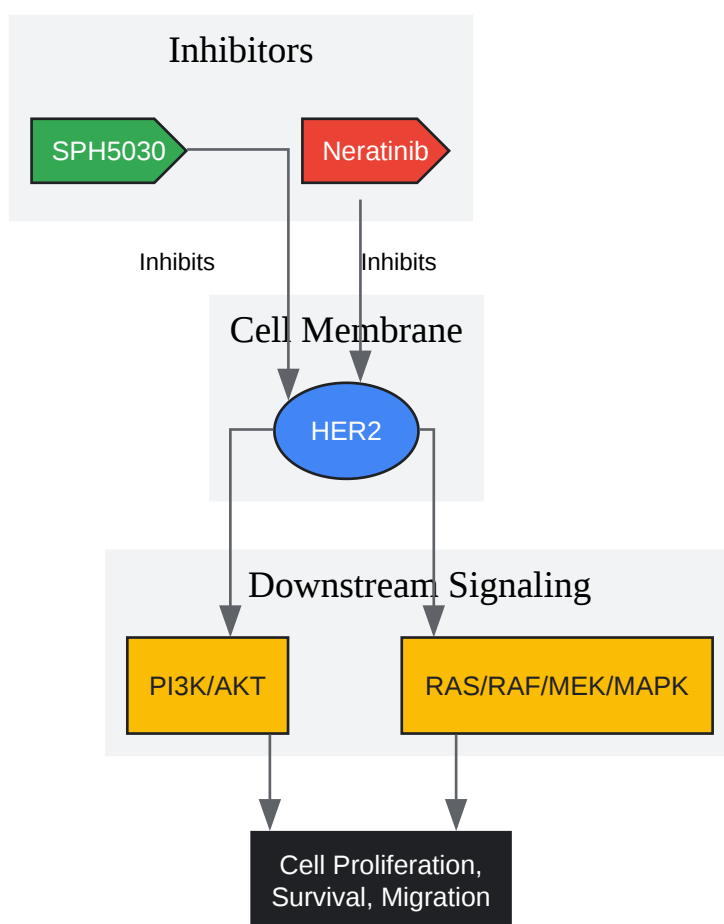 Inhibitors
SPH5030
Neratinib
Inhibits
Inhibits
Cell Membrane
HER2
Downstream Signaling
PI3K/AKT
RAS/RAF/MEK/MAPK
Cell Proliferation,
Survival, Migration